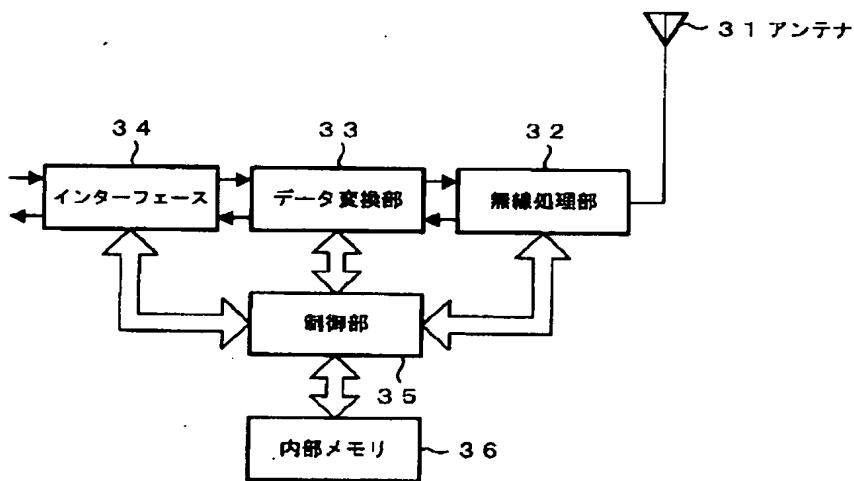 ３１ アンテナ
３４
３３
３２
インターフェース
データ変換部
無線処理部
制御部
３５
内部メモリ
３６